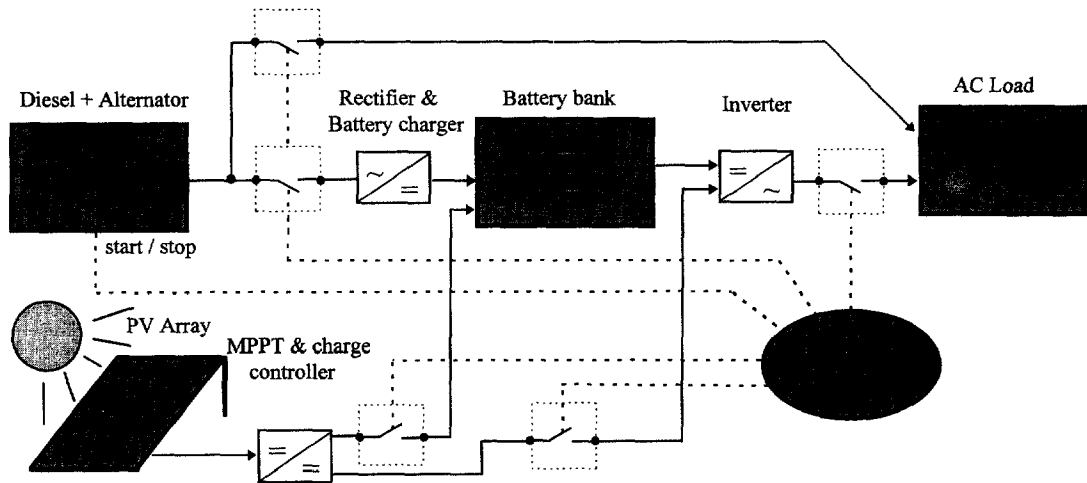 Diesel + Alternator
Rectifier &
Battery charger
Battery bank
Inverter
AC Load
~
=
=
~
start / stop
PV Array
MPPT & charge
controller
=
=